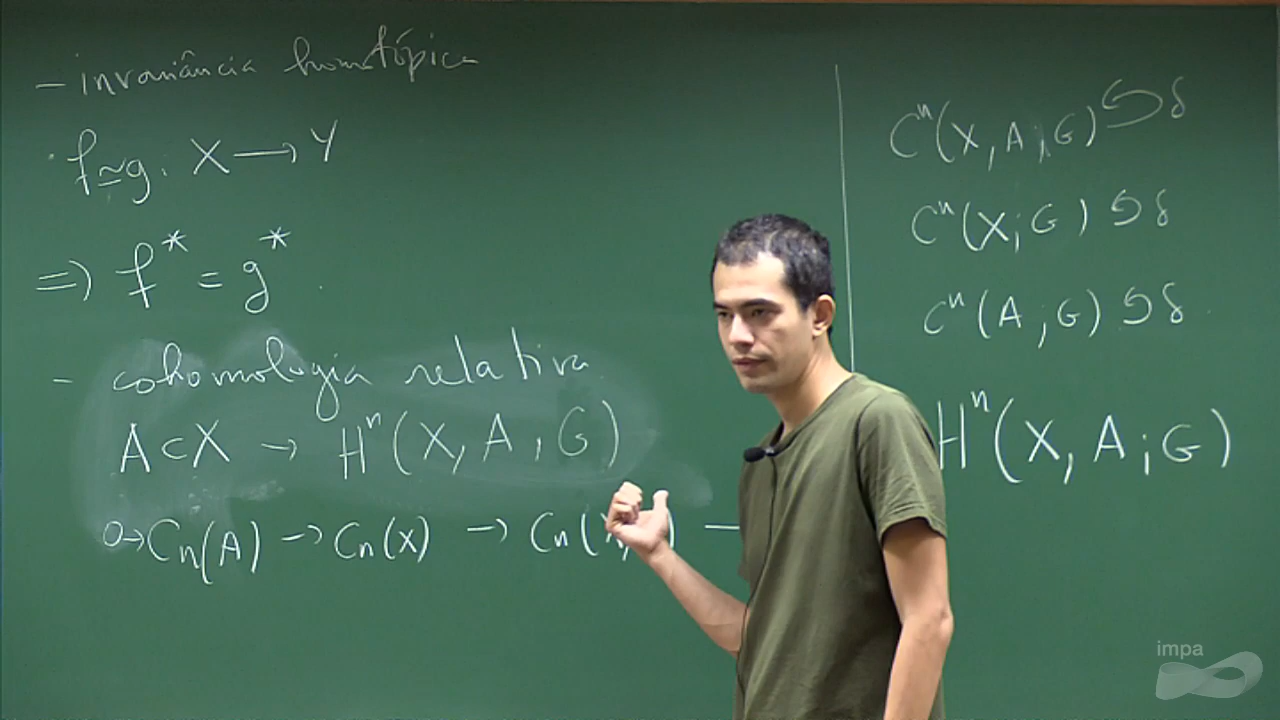 - invariância homotópica
f≃g: X → Y
=) f* = g*
- cohomologia relativa
A ⊂ X → Hⁿ(X, A; G)
0→Cn(A) → Cn(X) → Cn(
Cⁿ(X, A; G) ↺ δ
Cⁿ(X; G) ↺ δ
Cⁿ(A; G) ↺ δ
Hⁿ(X, A; G)
impa